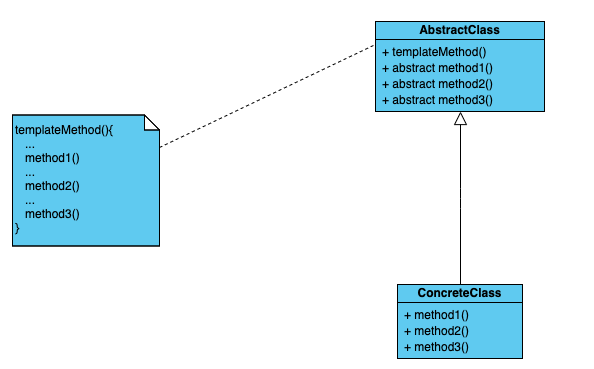 AbstractClass
+ templateMethod()
+ abstract method1()
+ abstract method2()
+ abstract method3()
templateMethod(){
...
method1()
...
method2()
...
method3()
}
ConcreteClass
+ method1()
+ method2()
+ method3()